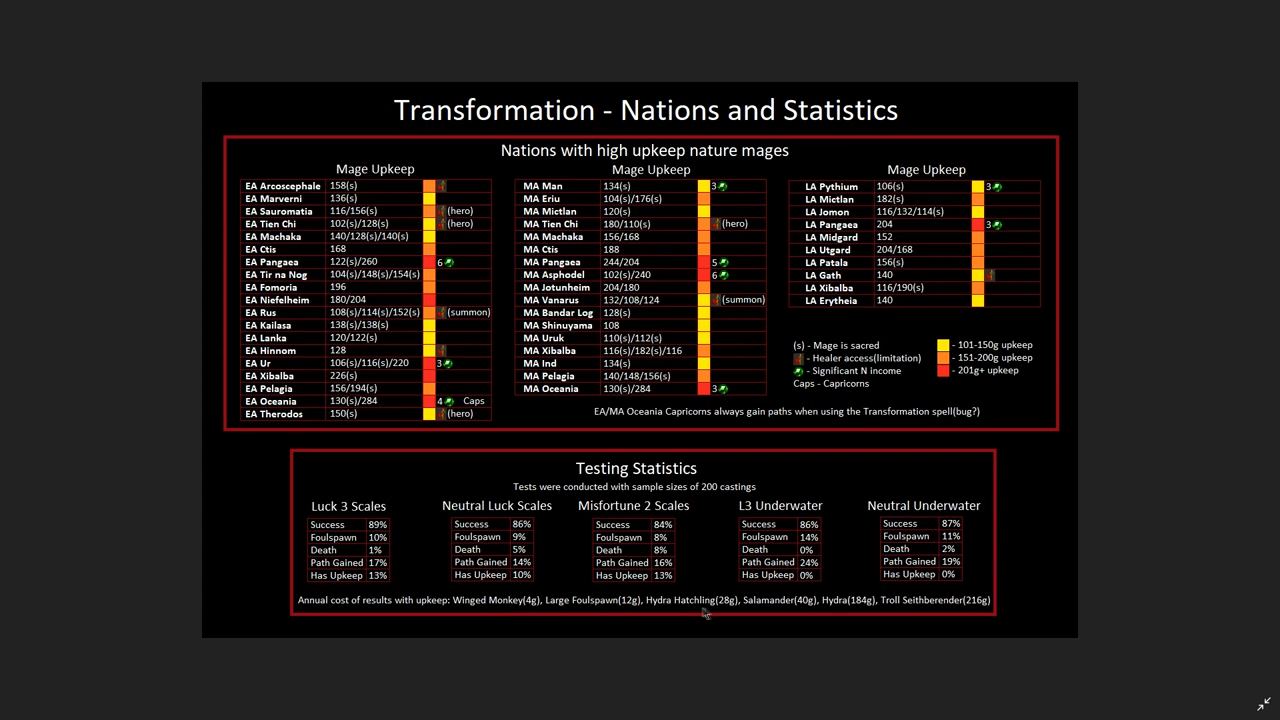 Transformation - Nations and Statistics
Nations with high upkeep nature mages
Mage Upkeep
EA Arcoscephale 158(s)
EA Marverni 136(s)
EA Sauromatia 116/156(s) (hero)
EA Tien Chi 102(s)/128(s) (hero)
EA Machaka 140/128(s)/140(s)
EA Ctis 168
EA Pangaea 122(s)/260 6
EA Tir na Nog 104(s)/148(s)/154(s)
EA Fomoria 196
EA Niefelheim 180/204
EA Rus 108(s)/114(s)/152(s) (summon)
EA Kailasa 138(s)/138(s)
EA Lanka 120/122(s)
EA Hinnom 128
EA Ur 106(s)/116(s)/220 3
EA Xibalba 226(s)
EA Pelagia 156/194(s)
EA Oceania 130(s)/284 4 Caps
EA Therodos 150(s) (hero)
Mage Upkeep
MA Man 134(s) 3
MA Eriu 104(s)/176(s)
MA Mictlan 120(s)
MA Tien Chi 180/110(s) (hero)
MA Machaka 156/168
MA Ctis 188
MA Pangaea 244/204 5
MA Asphodel 102(s)/240 6
MA Jotunheim 204/180
MA Vanarus 132/108/124 (summon)
MA Bandar Log 128(s)
MA Shinuyama 108
MA Uruk 110(s)/112(s)
MA Xibalba 116(s)/182(s)/116
MA Ind 134(s)
MA Pelagia 140/148/156(s)
MA Oceania 130(s)/284 3
Mage Upkeep
LA Pythium 106(s) 3
LA Mictlan 182(s)
LA Jomon 116/132/114(s)
LA Pangaea 204 3
LA Midgard 152
LA Utgard 204/168
LA Patala 156(s)
LA Gath 140
LA Xibalba 116/190(s)
LA Erytheia 140
(s) - Mage is sacred
- Healer access(limitation)
- Significant N income
Caps - Capricorns
- 101-150g upkeep
- 151-200g upkeep
- 201g+ upkeep
EA/MA Oceania Capricorns always gain paths when using the Transformation spell(bug?)
Testing Statistics
Tests were conducted with sample sizes of 200 castings
Luck 3 Scales
Success 89%
Foulspawn 10%
Death 1%
Path Gained 17%
Has Upkeep 13%
Neutral Luck Scales
Success 86%
Foulspawn 9%
Death 5%
Path Gained 14%
Has Upkeep 10%
Misfortune 2 Scales
Success 84%
Foulspawn 8%
Death 8%
Path Gained 16%
Has Upkeep 13%
L3 Underwater
Success 86%
Foulspawn 14%
Death 0%
Path Gained 24%
Has Upkeep 0%
Neutral Underwater
Success 87%
Foulspawn 11%
Death 2%
Path Gained 19%
Has Upkeep 0%
Annual cost of results with upkeep: Winged Monkey(4g), Large Foulspawn(12g), Hydra Hatchling(28g), Salamander(40g), Hydra(184g), Troll Seithberender(216g)